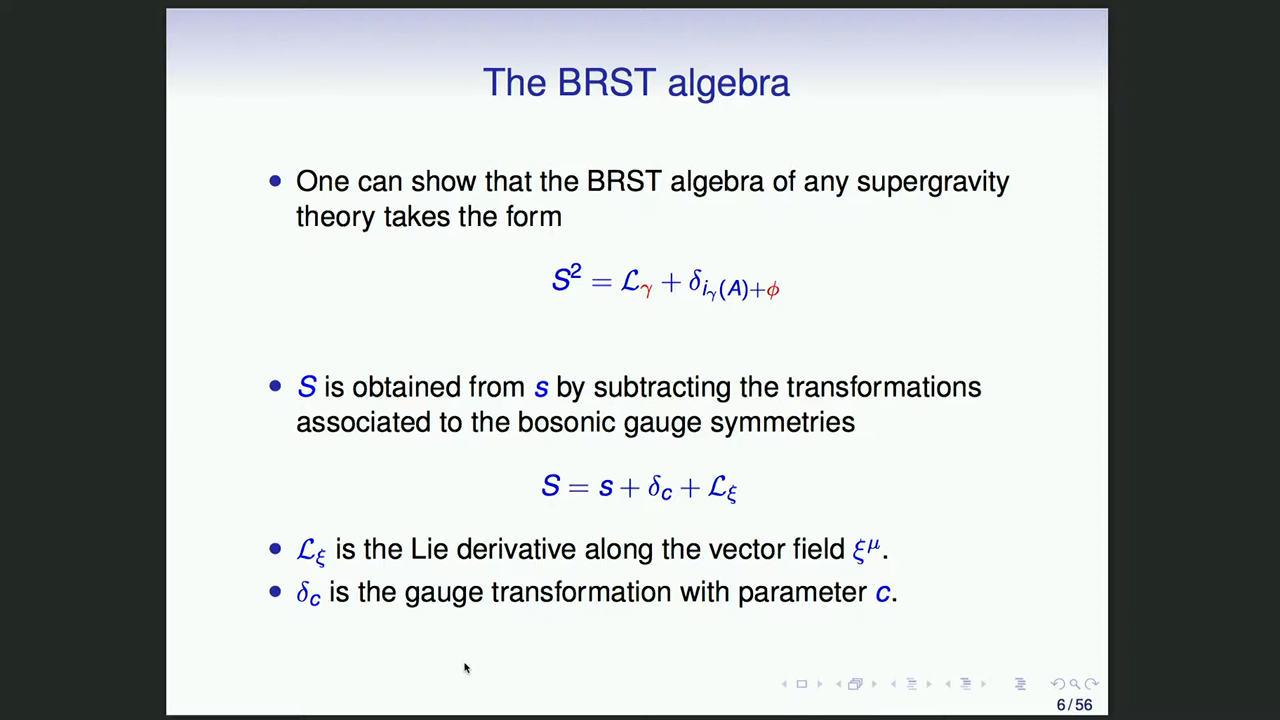 The BRST algebra
• One can show that the BRST algebra of any supergravity
theory takes the form
S² = ℒ_γ + δ_{i_γ(A)+ϕ}
• S is obtained from s by subtracting the transformations
associated to the bosonic gauge symmetries
S = s + δ_c + ℒ_ξ
• ℒ_ξ is the Lie derivative along the vector field ξ^μ.
• δ_c is the gauge transformation with parameter c.
6 / 56